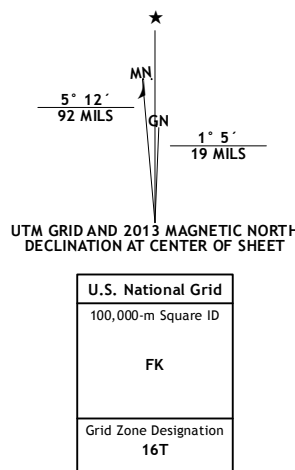 MN
5° 12´
92 MILS
GN
1° 5´
19 MILS
UTM GRID AND 2013 MAGNETIC NORTH
DECLINATION AT CENTER OF SHEET
U.S. National Grid
100,000-m Square ID
FK
Grid Zone Designation
16T